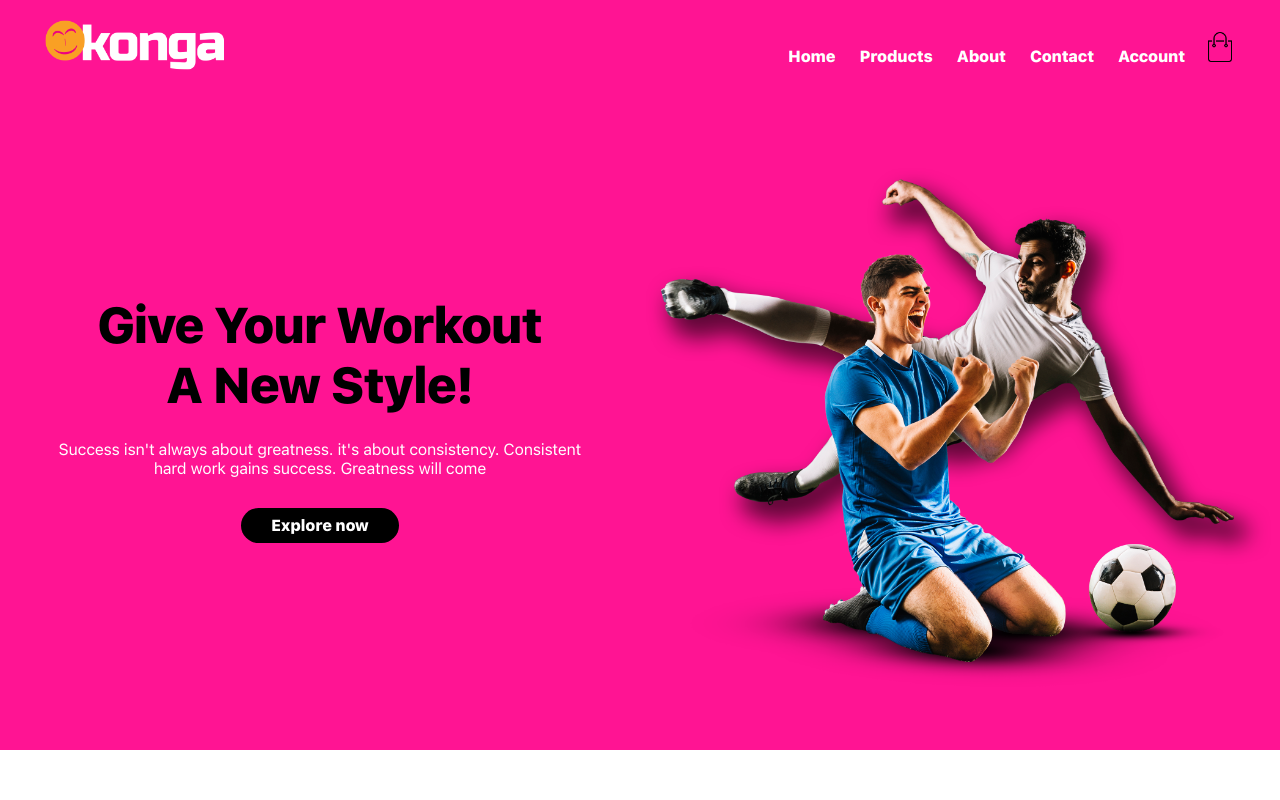 konga
Home Products About Contact Account
Give Your Workout
A New Style!
Success isn't always about greatness. it's about consistency. Consistent
hard work gains success. Greatness will come
Explore now